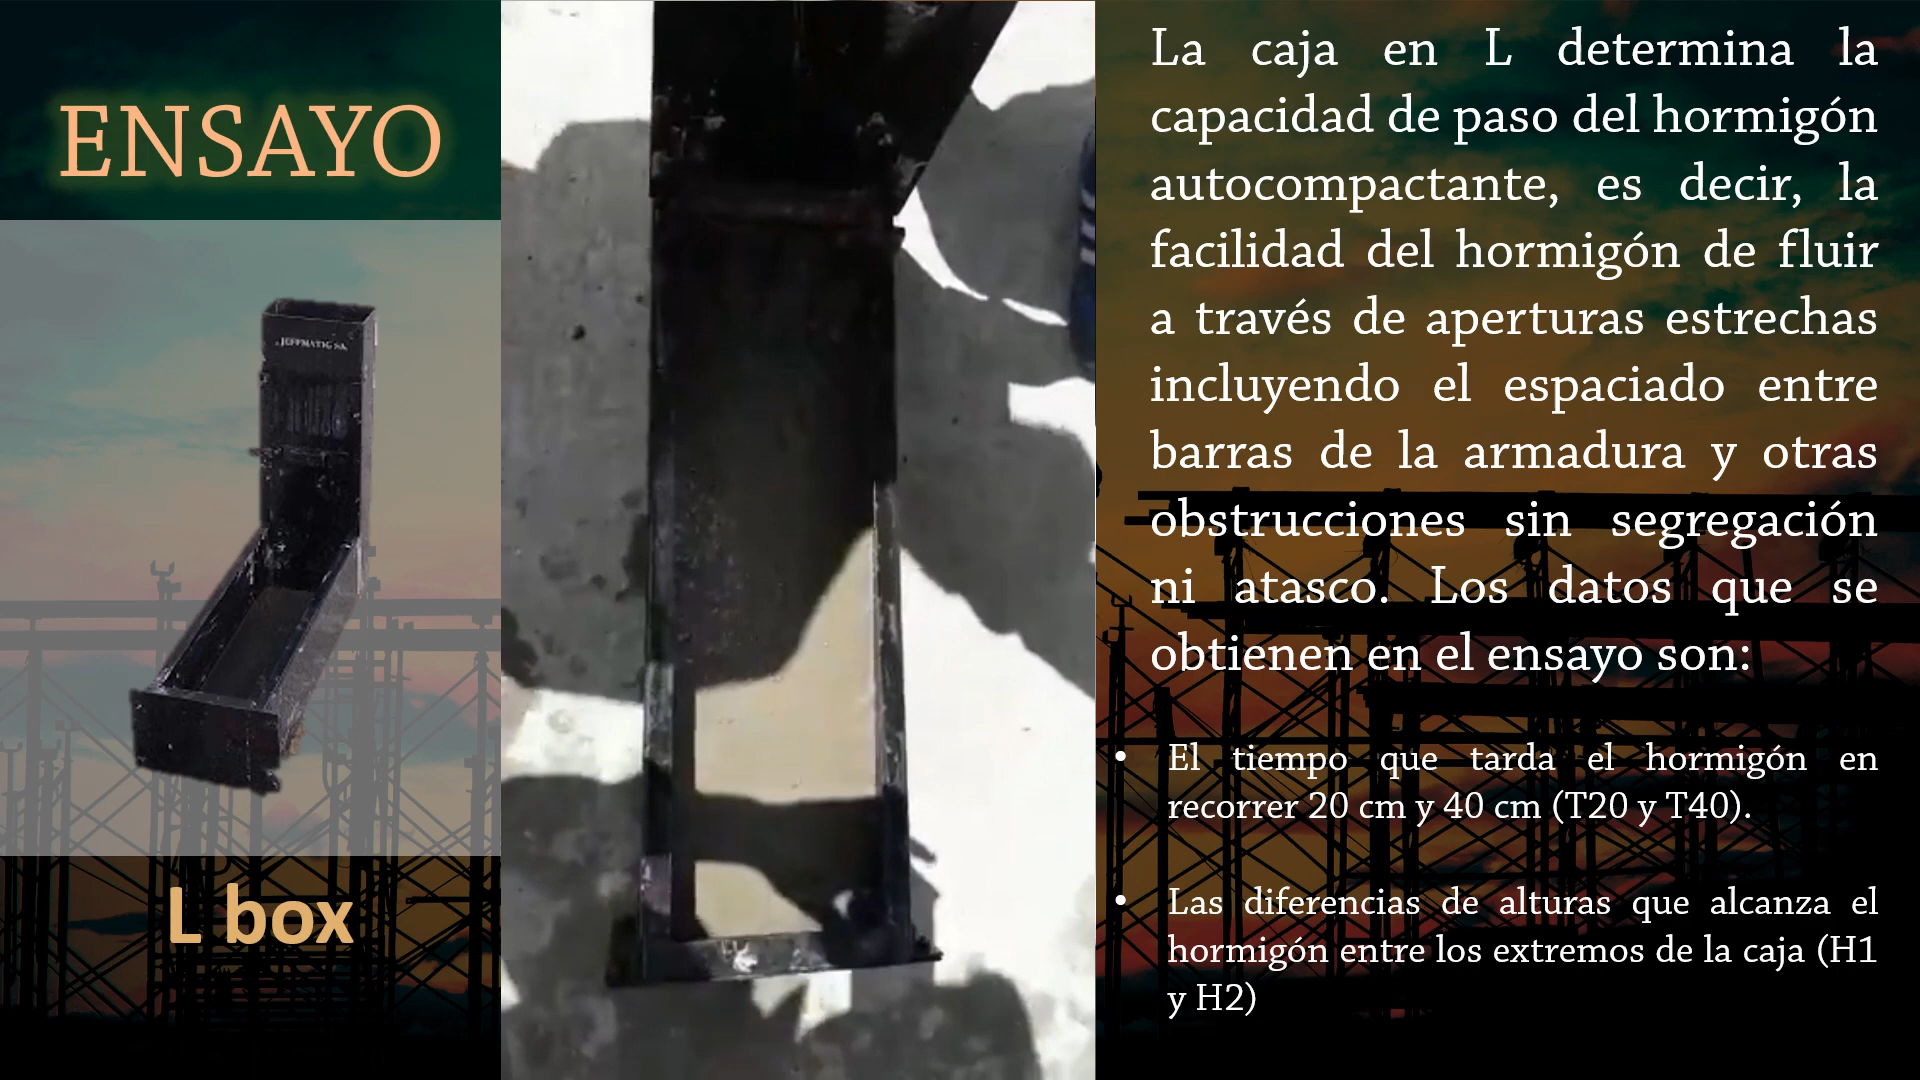 ENSAYO
L box
La caja en L determina la
capacidad de paso del hormigón
autocompactante, es decir, la
facilidad del hormigón de fluir
a través de aperturas estrechas
incluyendo el espaciado entre
barras de la armadura y otras
obstrucciones sin segregación
ni atasco. Los datos que se
obtienen en el ensayo son:
• El tiempo que tarda el hormigón en
recorrer 20 cm y 40 cm (T20 y T40).
• Las diferencias de alturas que alcanza el
hormigón entre los extremos de la caja (H1
y H2)